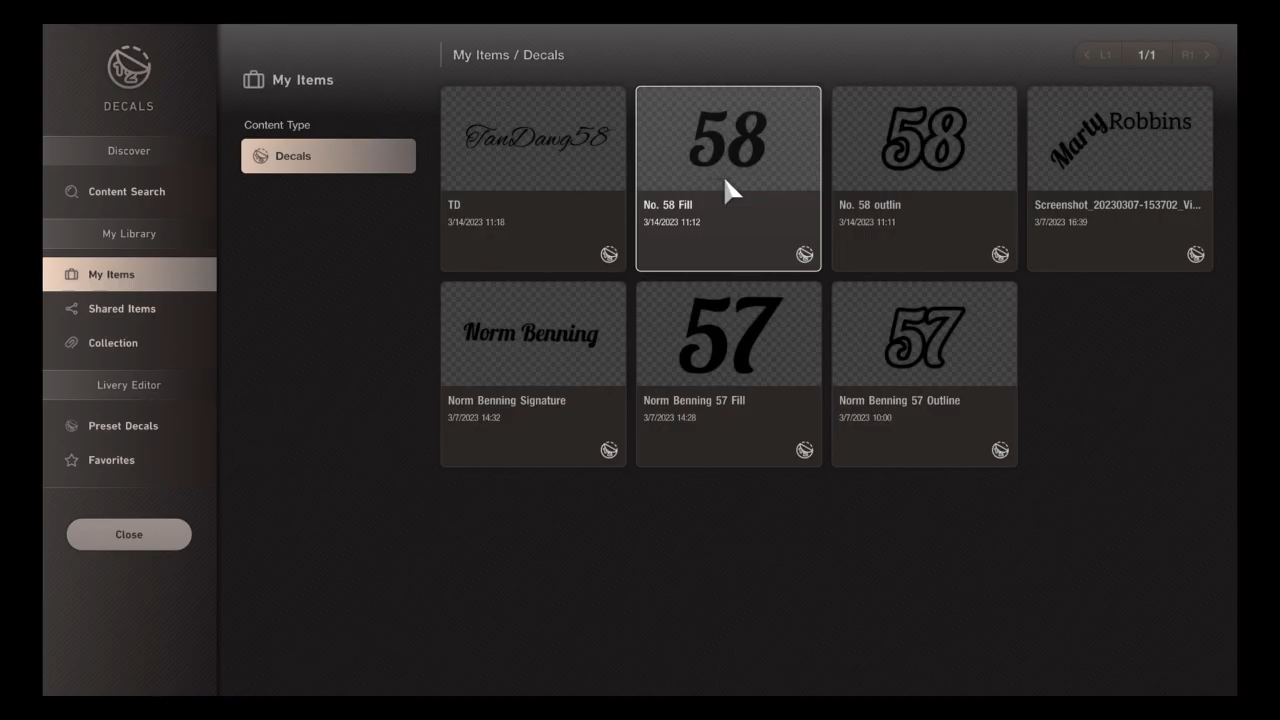 DECALS
Discover
Content Search
My Library
My Items
Shared Items
Collection
Livery Editor
Preset Decals
Favorites
Close
My Items
Content Type
Decals
My Items / Decals
L1 1/1 R1
TanDawg58
TD
3/14/2023 11:18
58
No. 58 Fill
3/14/2023 11:12
58
No. 58 outlin
3/14/2023 11:11
Marty Robbins
Screenshot_20230307-153702_Vi...
3/7/2023 16:39
Norm Benning
Norm Benning Signature
3/7/2023 14:32
57
Norm Benning 57 Fill
3/7/2023 14:28
57
Norm Benning 57 Outline
3/7/2023 10:00